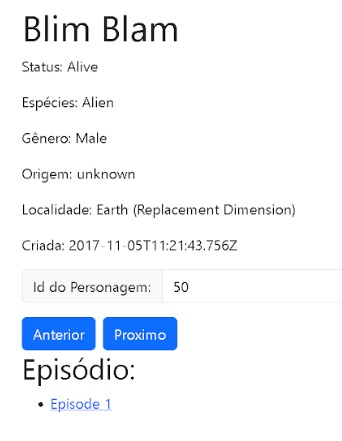 Blim Blam
Status: Alive
Espécies: Alien
Gênero: Male
Origem: unknown
Localidade: Earth (Replacement Dimension)
Criada: 2017-11-05T11:21:43.756Z
Id do Personagem: 50
Anterior Proximo
Episódio:
• Episode 1